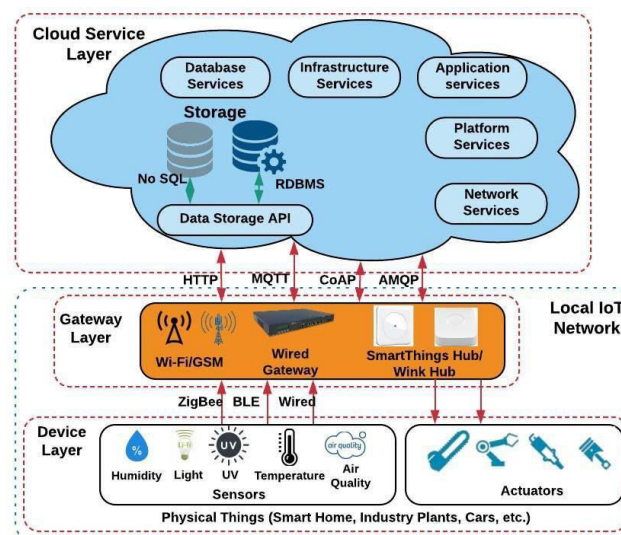 Cloud Service
Layer
Database
Services
Infrastructure
Services
Application
services
Storage
Platform
Services
No SQL
RDBMS
Network
Services
Data Storage API
HTTP
MQTT
CoAP
AMQP
Gateway
Layer
Local IoT
Network
Wi-Fi/GSM
Wired
Gateway
SmartThings Hub/
Wink Hub
ZigBee
BLE
Wired
Device
Layer
%
Li-fi
UV
air quality
Humidity
Light
UV
Temperature
Air
Quality
Sensors
Actuators
Physical Things (Smart Home, Industry Plants, Cars, etc.)